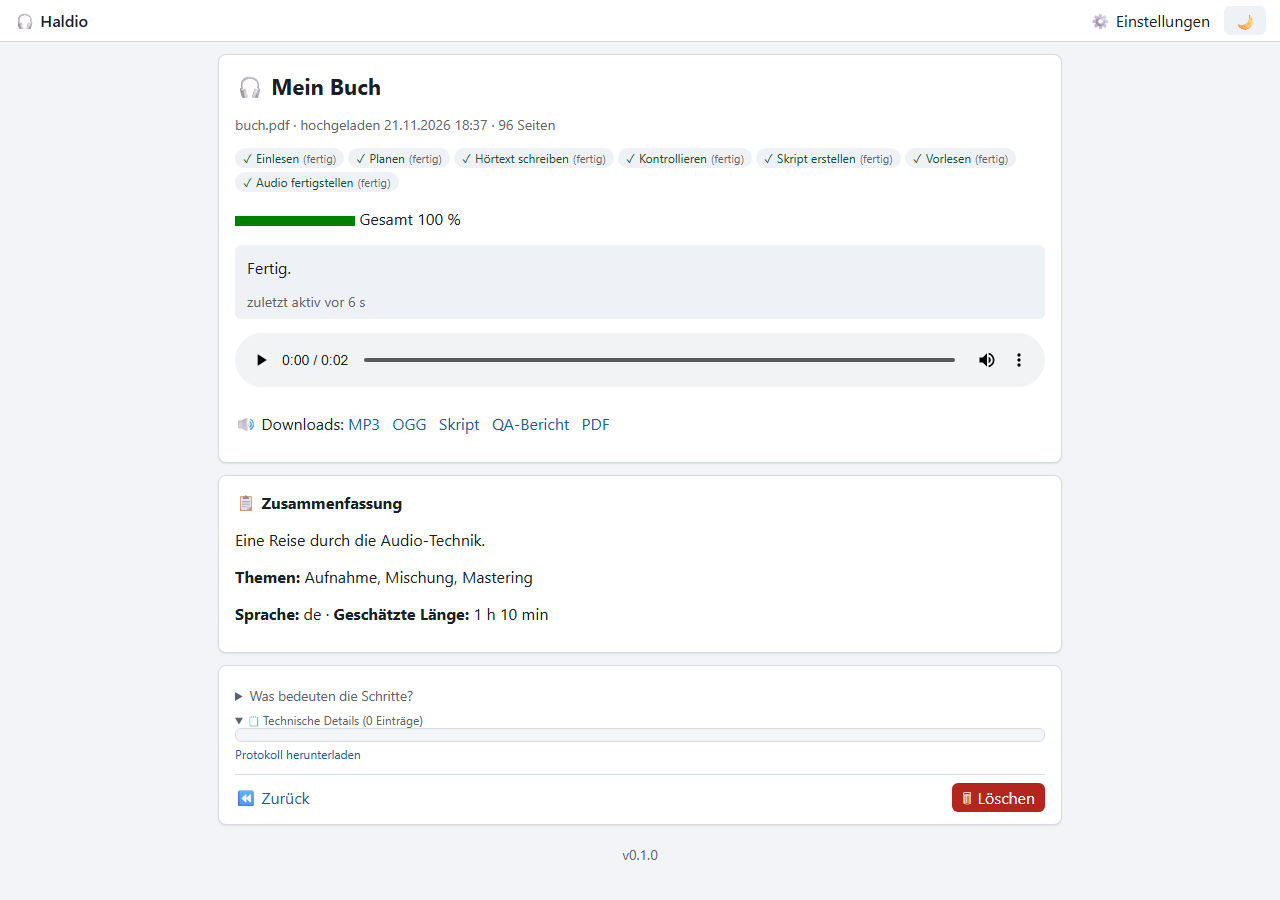 Haldio
Einstellungen
Mein Buch
buch.pdf · hochgeladen 21.11.2026 18:37 · 96 Seiten
✓ Einlesen (fertig) ✓ Planen (fertig) ✓ Hörtext schreiben (fertig) ✓ Kontrollieren (fertig) ✓ Skript erstellen (fertig) ✓ Vorlesen (fertig)
✓ Audio fertigstellen (fertig)
Gesamt 100 %
Fertig.
zuletzt aktiv vor 6 s
0:00 / 0:02
Downloads: MP3 OGG Skript QA-Bericht PDF
Zusammenfassung
Eine Reise durch die Audio-Technik.
Themen: Aufnahme, Mischung, Mastering
Sprache: de · Geschätzte Länge: 1 h 10 min
Was bedeuten die Schritte?
Technische Details (0 Einträge)
Protokoll herunterladen
Zurück
Löschen
v0.1.0